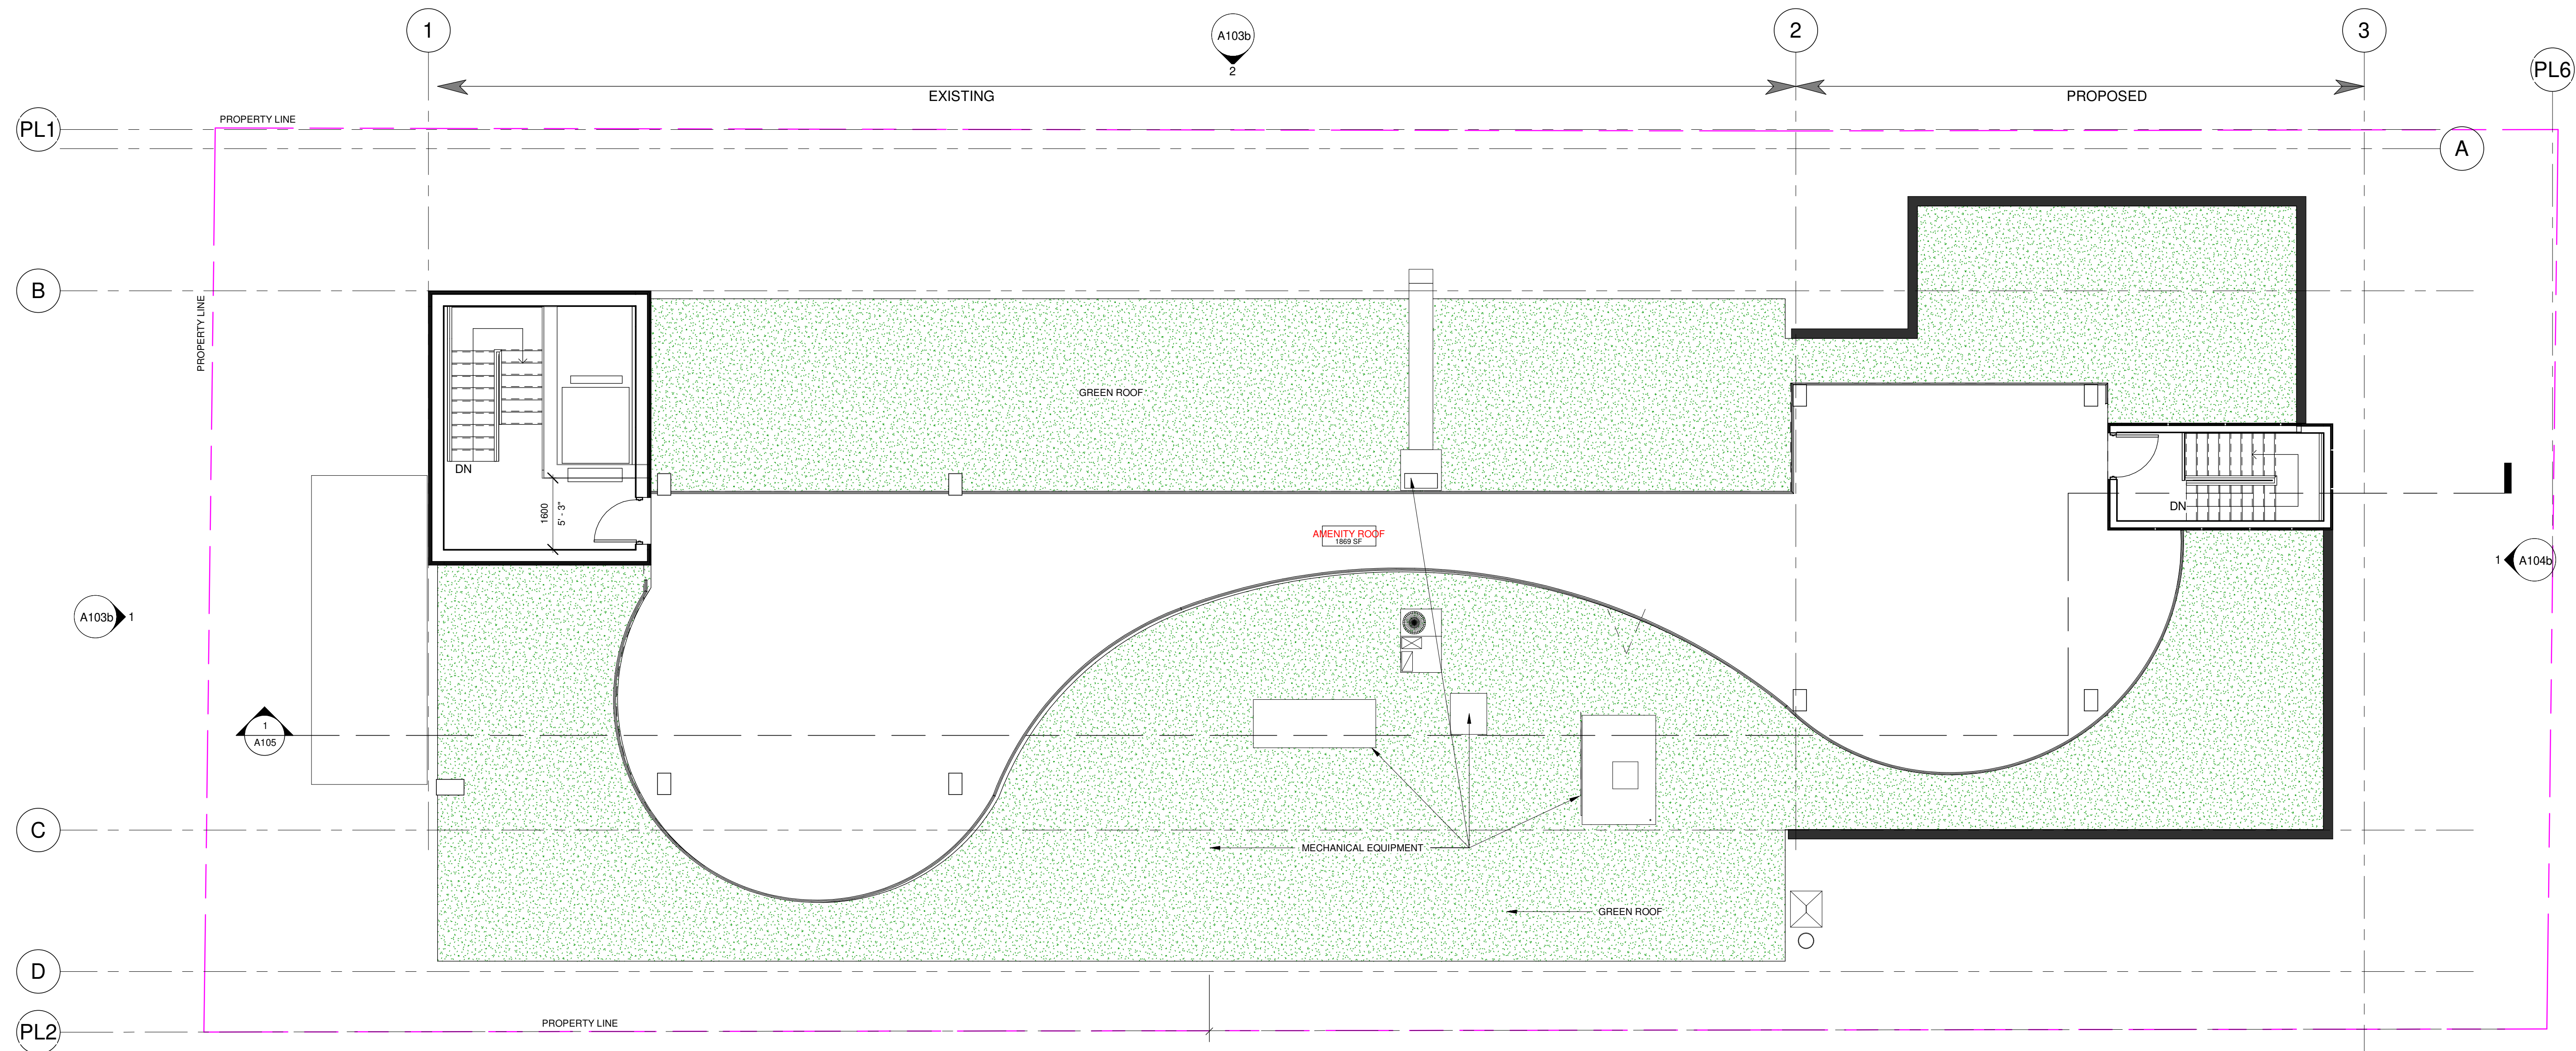 1
A103b
2
2
3
PL6
EXISTING
PROPOSED
PL1
PROPERTY LINE
A
B
PROPERTY LINE
GREEN ROOF
DN
1600
5' - 3"
DN
AMENITY ROOF
1869 SF
1
A104b
A103b
1
1
A105
C
MECHANICAL EQUIPMENT
GREEN ROOF
D
PROPERTY LINE
PL2